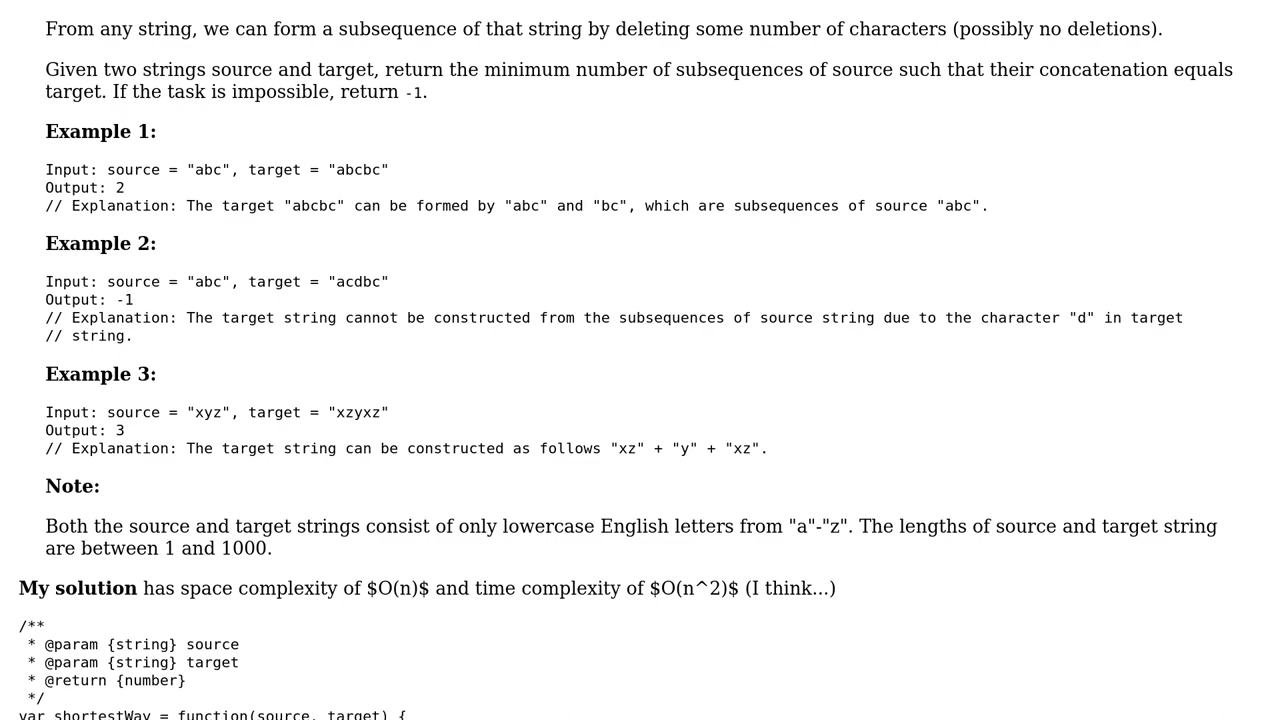 From any string, we can form a subsequence of that string by deleting some number of characters (possibly no deletions).
Given two strings source and target, return the minimum number of subsequences of source such that their concatenation equals
target. If the task is impossible, return -1.
Example 1:
Input: source = "abc", target = "abcbc"
Output: 2
// Explanation: The target "abcbc" can be formed by "abc" and "bc", which are subsequences of source "abc".
Example 2:
Input: source = "abc", target = "acdbc"
Output: -1
// Explanation: The target string cannot be constructed from the subsequences of source string due to the character "d" in target
// string.
Example 3:
Input: source = "xyz", target = "xzyxz"
Output: 3
// Explanation: The target string can be constructed as follows "xz" + "y" + "xz".
Note:
Both the source and target strings consist of only lowercase English letters from "a"-"z". The lengths of source and target string
are between 1 and 1000.
My solution has space complexity of $O(n)$ and time complexity of $O(n^2)$ (I think...)
/**
 * @param {string} source
 * @param {string} target
 * @return {number}
 */
var shortestWay = function(source, target) {